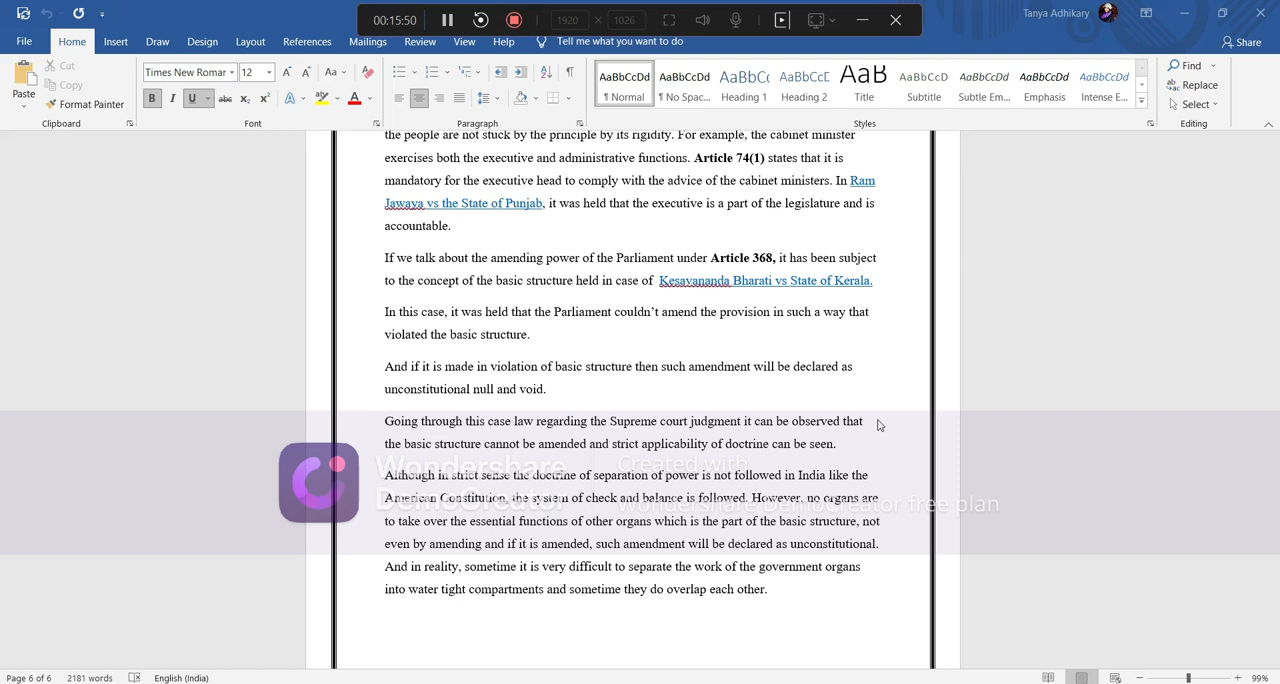 00:15:50
1920 × 1026
Tanya Adhikary
File Home Insert Draw Design Layout References Mailings Review View Help Tell me what you want to do
Share
Paste
Cut
Copy
Format Painter
Clipboard
Times New Roman 12
Font
Paragraph
AaBbCcDd AaBbCcDd AaBbCc AaBbCcD AaB AaBbCcD AaBbCcDd AaBbCcDd AaBbCcDd
¶ Normal ¶ No Spac... Heading 1 Heading 2 Title Subtitle Subtle Em... Emphasis Intense E...
Styles
Find
Replace
Select
Editing
the people are not stuck by the principle by its rigidity. For example, the cabinet minister
exercises both the executive and administrative functions. Article 74(1) states that it is
mandatory for the executive head to comply with the advice of the cabinet ministers. In Ram
Jawaya vs the State of Punjab, it was held that the executive is a part of the legislature and is
accountable.
If we talk about the amending power of the Parliament under Article 368, it has been subject
to the concept of the basic structure held in case of Kesavananda Bharati vs State of Kerala.
In this case, it was held that the Parliament couldn't amend the provision in such a way that
violated the basic structure.
And if it is made in violation of basic structure then such amendment will be declared as
unconstitutional null and void.
Going through this case law regarding the Supreme court judgment it can be observed that
the basic structure cannot be amended and strict applicability of doctrine can be seen.
Although in strict sense the doctrine of separation of power is not followed in India like the
American Constitution, the system of check and balance is followed. However, no organs are
to take over the essential functions of other organs which is the part of the basic structure, not
even by amending and if it is amended, such amendment will be declared as unconstitutional.
And in reality, sometime it is very difficult to separate the work of the government organs
into water tight compartments and sometime they do overlap each other.
Wondershare
DemoCreator
Created with
Wondershare DemoCreator free plan
Page 6 of 6 2181 words English (India)
99%